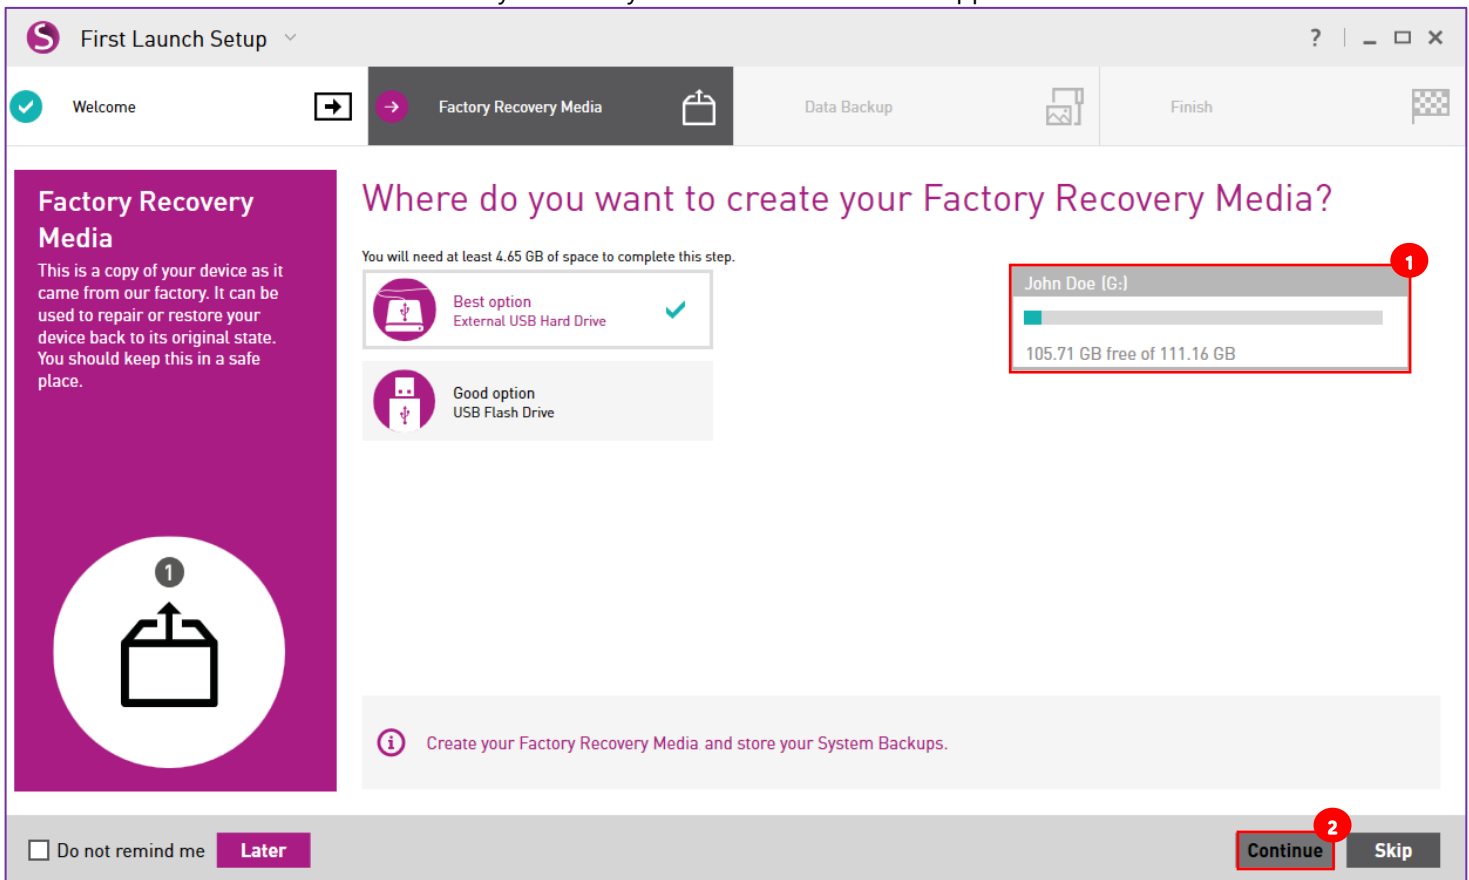 First Launch Setup
?
Welcome
Factory Recovery Media
Data Backup
Finish
Factory Recovery
Media
This is a copy of your device as it
came from our factory. It can be
used to repair or restore your
device back to its original state.
You should keep this in a safe
place.
1
Where do you want to create your Factory Recovery Media?
You will need at least 4.65 GB of space to complete this step.
Best option
External USB Hard Drive
Good option
USB Flash Drive
1
John Doe (G:)
105.71 GB free of 111.16 GB
Create your Factory Recovery Media and store your System Backups.
Do not remind me
Later
2
Continue
Skip